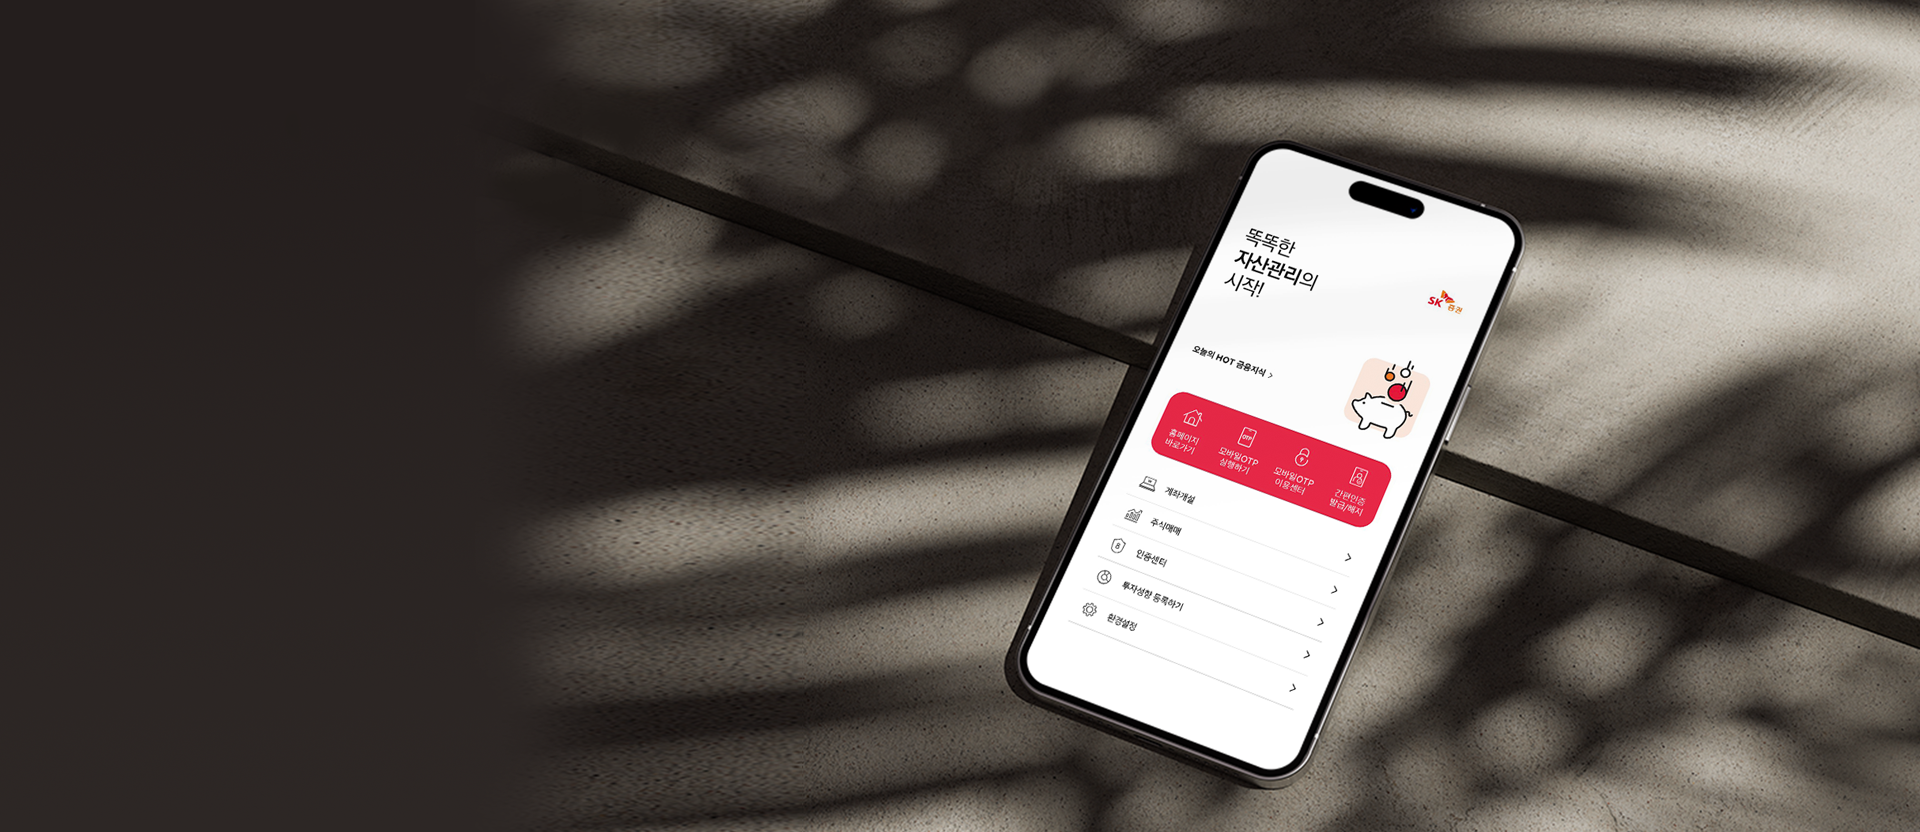 똑똑한
자산관리의
시작!
SK 증권
오늘의 HOT 금융지식 >
홈페이지
바로가기
OTP
모바일OTP
실행하기
모바일OTP
이용센터
간편인증
발급/해지
계좌개설
주식매매
인증센터
투자성향 등록하기
환경설정